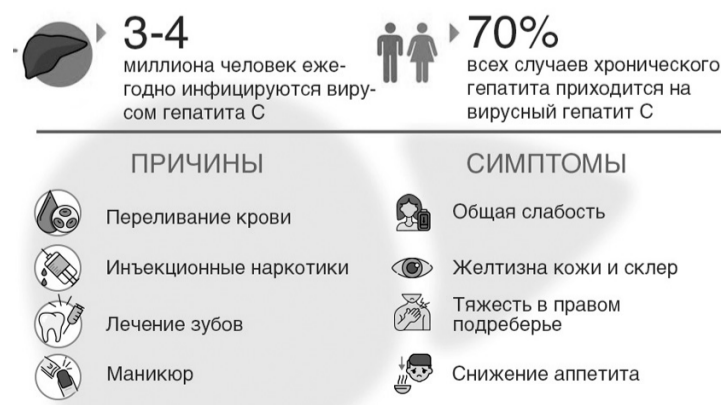 3-4
миллиона человек еже-
годно инфицируются виру-
сом гепатита С
70%
всех случаев хронического
гепатита приходится на
вирусный гепатит С
ПРИЧИНЫ
Переливание крови
Инъекционные наркотики
Лечение зубов
Маникюр
СИМПТОМЫ
Общая слабость
Желтизна кожи и склер
Тяжесть в правом
подреберье
Снижение аппетита